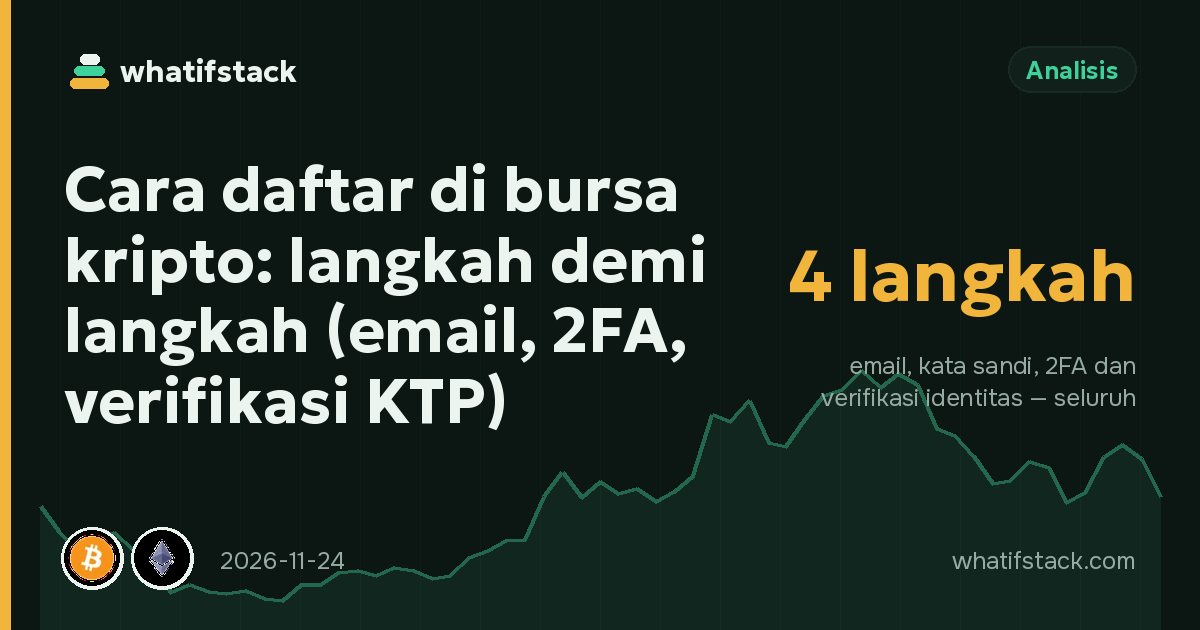 whatifstack
Analisis
Cara daftar di bursa
kripto: langkah demi
langkah (email, 2FA,
verifikasi KTP)
4 langkah
email, kata sandi, 2FA dan
verifikasi identitas — seluruh
2026-11-24
whatifstack.com